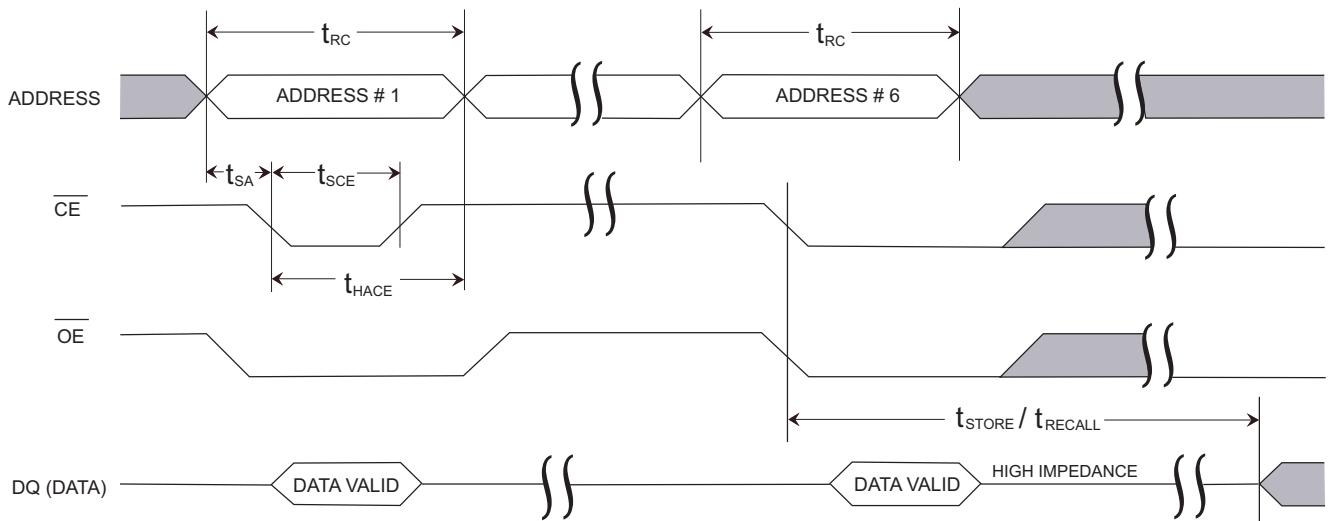 tRC tRC
ADDRESS ADDRESS # 1 ADDRESS # 6
tSA tSCE
CE
tHACE
OE
tSTORE / tRECALL
DQ (DATA) DATA VALID DATA VALID HIGH IMPEDANCE